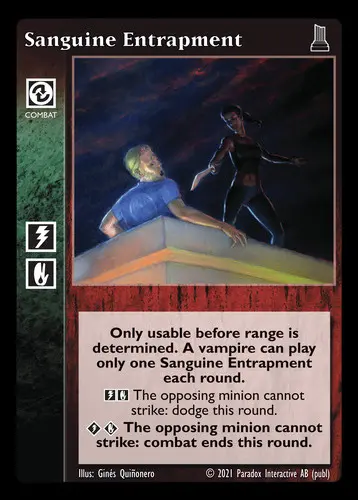 Sanguine Entrapment
COMBAT
Only usable before range is
determined. A vampire can play
only one Sanguine Entrapment
each round.
The opposing minion cannot
strike: dodge this round.
The opposing minion cannot
strike: combat ends this round.
Illus: Ginés Quiñonero © 2021 Paradox Interactive AB (publ)